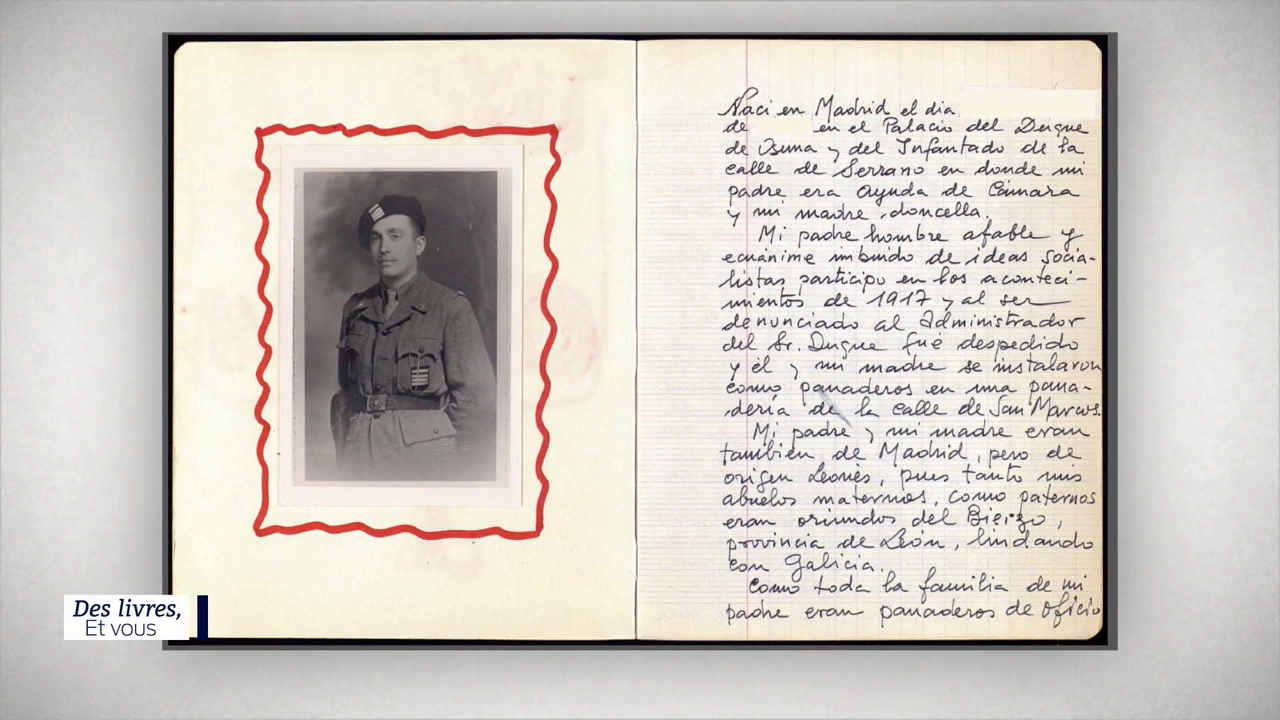 Naci en Madrid el dia
de en el Palacio del Duque
de Osuna y del Infantado de la
calle de Serrano en donde mi
padre era Ayuda de Cámara
y mi madre doncella.
Mi padre hombre afable y
ecuánime imbuido de ideas socia-
listas participo en los aconteci-
mientos de 1917 y al ser
denunciado al Administrador
del Sr. Duque fué despedido
y él y mi madre se instalaron
como panaderos en una pana-
dería de la calle de San Marcos.
Mi padre y mi madre eran
también de Madrid, pero de
origen Leonés, pues tanto mis
abuelos maternos, como paternos
eran oriundos del Bierzo,
provincia de León, lindando
con Galicia.
Como toda la familia de mi
padre eran panaderos de oficio
Des livres,
Et vous